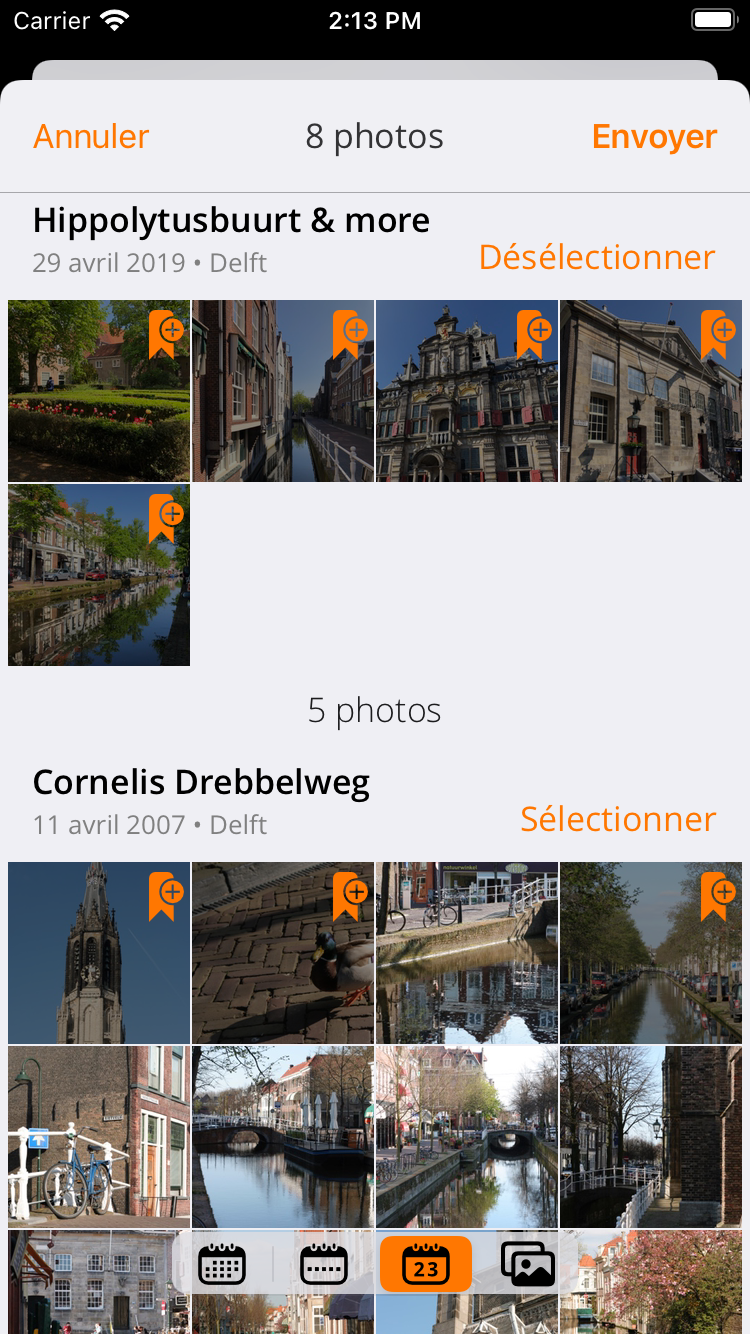 Carrier 2:13 PM
Annuler 8 photos Envoyer
Hippolytusbuurt & more
29 avril 2019 • Delft Désélectionner
5 photos
Cornelis Drebbelweg
11 avril 2007 • Delft Sélectionner
23